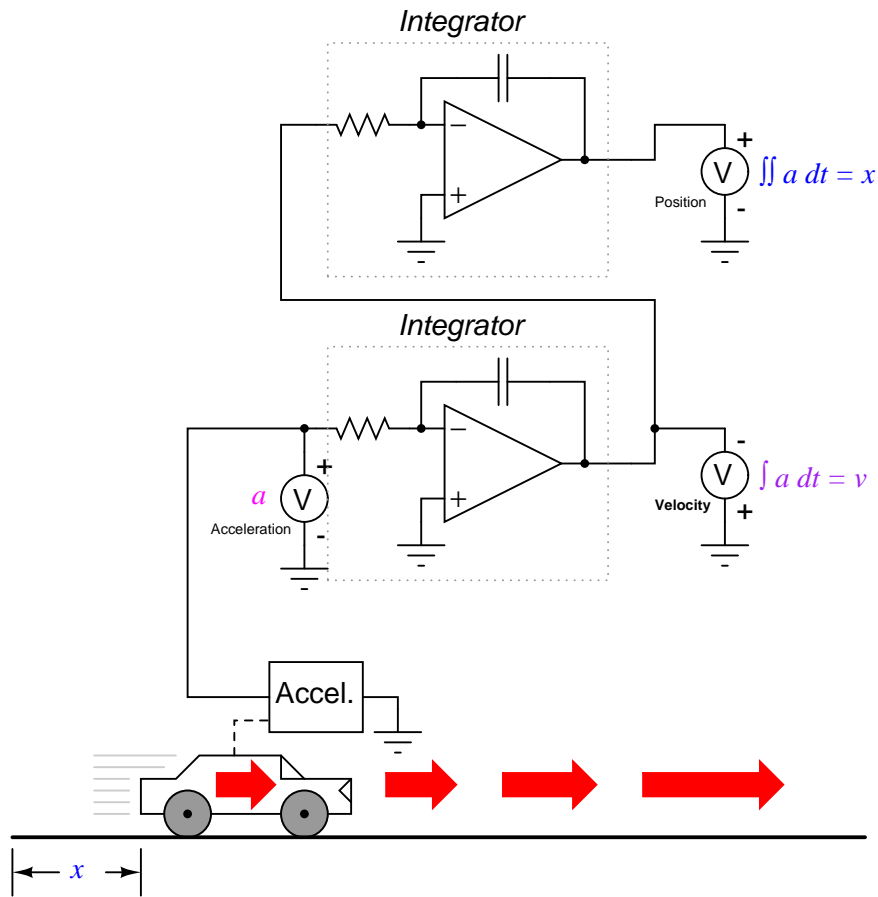 Integrator
−
+
+
V
-
Position
∫∫ a dt = x
Integrator
−
+
a
+
V
-
Acceleration
-
V
+
Velocity
∫ a dt = v
Accel.
x